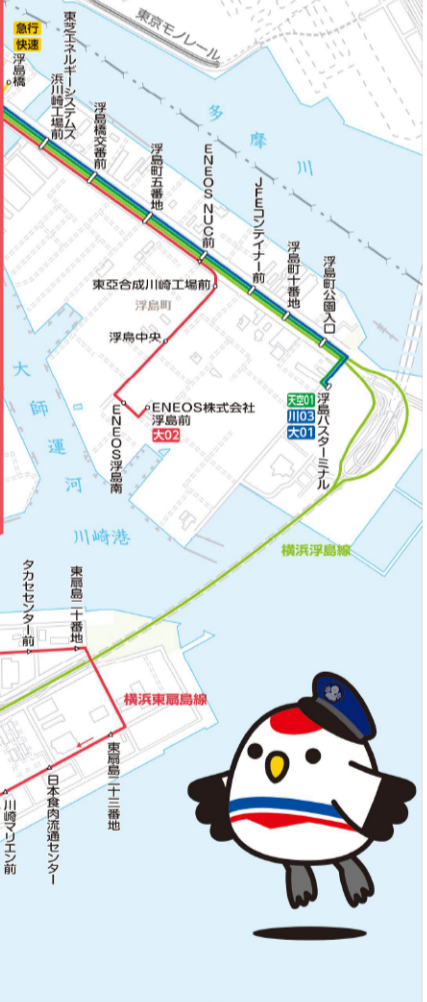 東京モノレール
急行
快速
浮島橋
東芝エネルギーシステムズ
浜川崎工場前
浮島橋交番前
浮島町五番地
ENEOS NUC前
JFEコンテイナー前
浮島町十番地
浮島町公園入口
多摩川
東亞合成川崎工場前
浮島町
浮島中央
ENEOS浮島南
ENEOS株式会社
浮島前
大02
天空01
川03
大01
浮島バスターミナル
大師運河
川崎港
横浜浮島線
タカセセンター前
東扇島二十番地
横浜東扇島線
東扇島二十三番地
日本食肉流通センター
川崎マリエン前